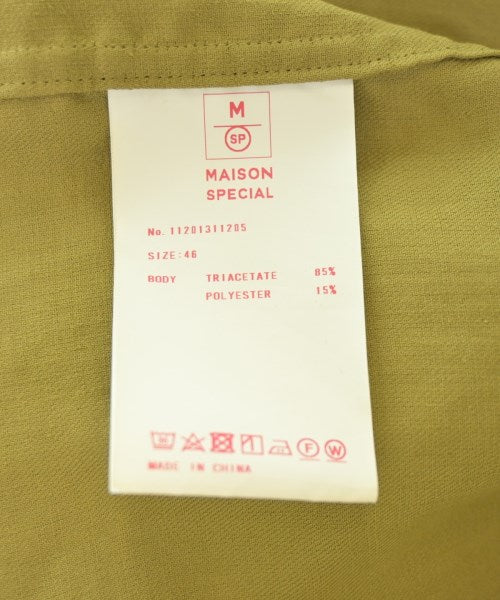 M
SP
MAISON
SPECIAL
No. 11201311205
SIZE:46
BODY TRIACETATE 85%
POLYESTER 15%
F W
MADE IN CHINA